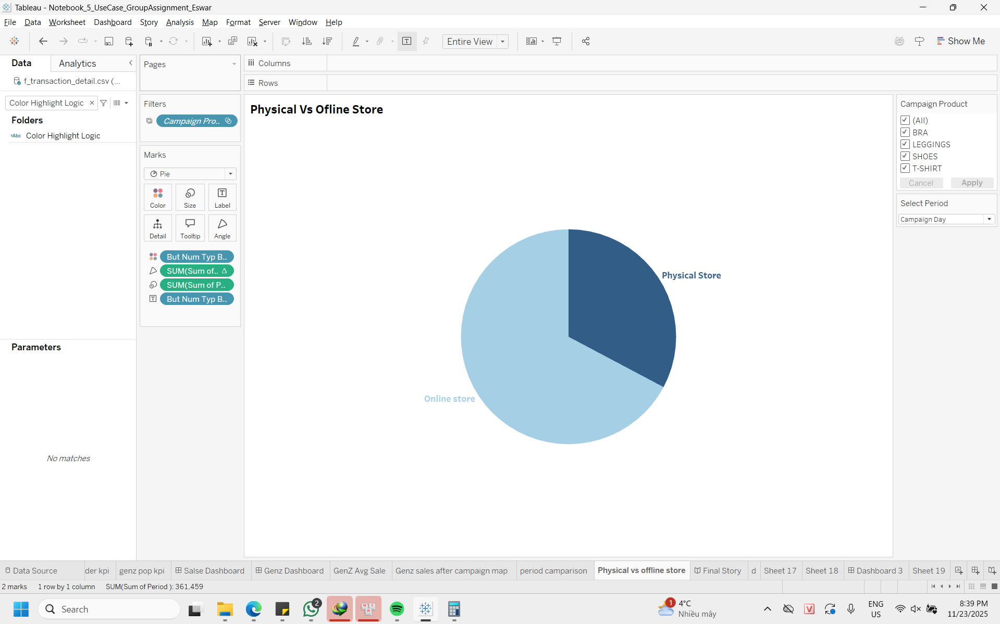 Tableau - Notebook_5_UseCase_GroupAssignment_Eswar
File Data Worksheet Dashboard Story Analysis Map Format Server Window Help
Entire View
Show Me
Data Analytics
f_transaction_detail.csv (...
Color Highlight Logic
Folders
=Abc Color Highlight Logic
Parameters
No matches
Pages
Filters
Campaign Pro..
Marks
Pie
Color Size Label
Detail Tooltip Angle
But Num Typ B..
SUM(Sum of.. Δ
SUM(Sum of P..
But Num Typ B..
Columns
Rows
Physical Vs Ofline Store
Physical Store
Online store
Campaign Product
(All)
BRA
LEGGINGS
SHOES
T-SHIRT
Cancel Apply
Select Period
Campaign Day
Data Source der kpi genz pop kpi Salse Dashboard Genz Dashboard GenZ Avg Sale Genz sales after campaign map period camparison Physical vs offline store Final Story d Sheet 17 Sheet 18 Dashboard 3 Sheet 19
2 marks 1 row by 1 column SUM(Sum of Period ): 361,459
Search
2
1
4°C
Nhiều mây
V
ENG
US
8:39 PM
11/23/2025